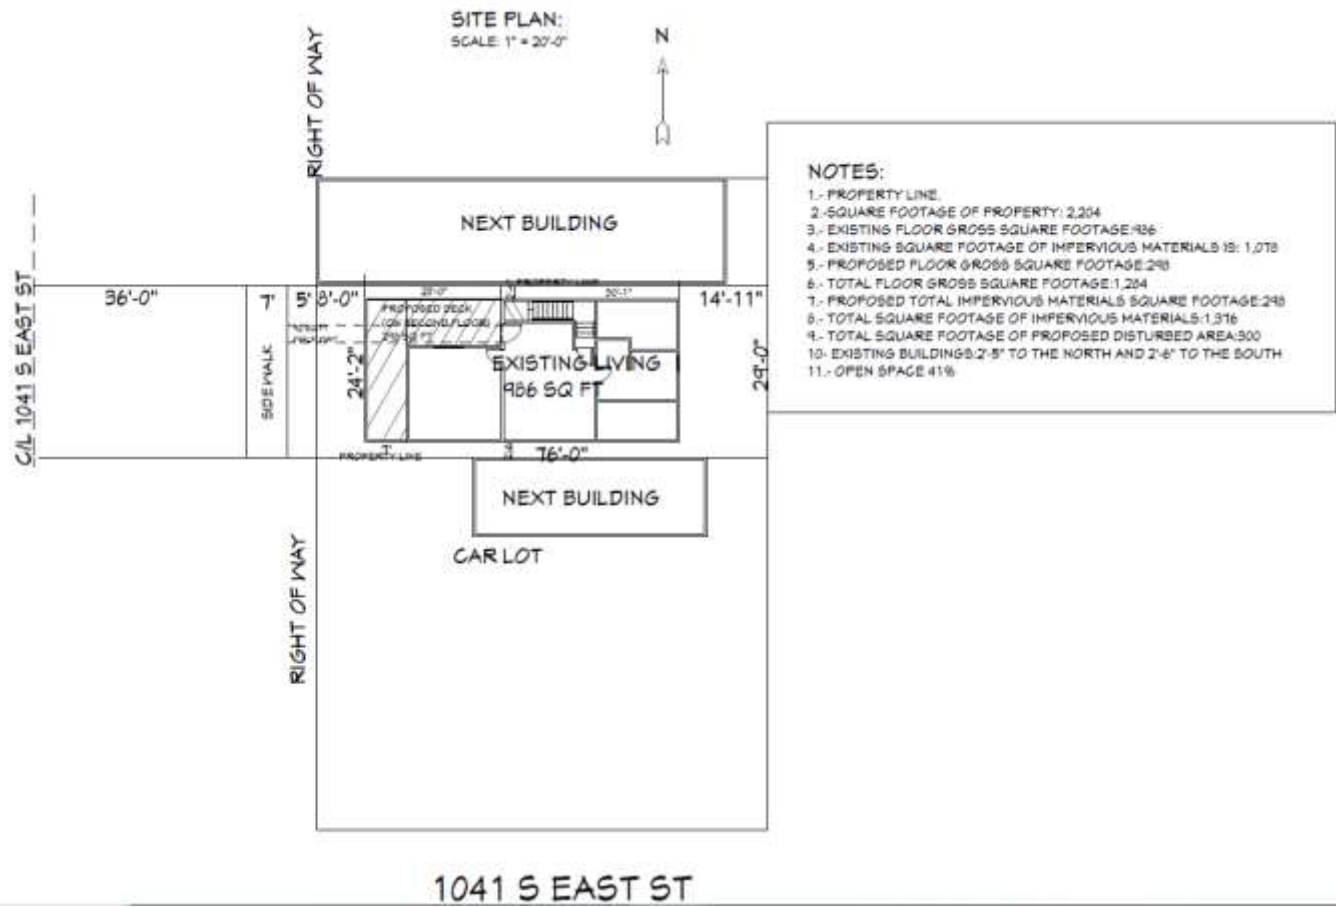 SITE PLAN:
SCALE: 1" = 20'-0"
N
RIGHT OF WAY
NOTES:
1.- PROPERTY LINE.
2.-SQUARE FOOTAGE OF PROPERTY: 2,204
3.- EXISTING FLOOR GROSS SQUARE FOOTAGE:986
4.- EXISTING SQUARE FOOTAGE OF IMPERVIOUS MATERIALS IS: 1,078
5.- PROPOSED FLOOR GROSS SQUARE FOOTAGE:298
6.- TOTAL FLOOR GROSS SQUARE FOOTAGE:1,284
7.- PROPOSED TOTAL IMPERVIOUS MATERIALS SQUARE FOOTAGE:298
8.- TOTAL SQUARE FOOTAGE OF IMPERVIOUS MATERIALS:1,376
9.- TOTAL SQUARE FOOTAGE OF PROPOSED DISTURBED AREA:300
10- EXISTING BUILDINGS:2'-5" TO THE NORTH AND 2'-6" TO THE SOUTH
11.- OPEN SPACE 41%
NEXT BUILDING
PROPERTY LINE
C/L 1041 S EAST ST
36'-0"
7'
5'
8'-0"
14'-11"
PROPOSED DECK
(ON SECOND FLOOR)
SIDEWALK
24'-2"
EXISTING LIVING
986 SQ FT
29'-0"
7'
PROPERTY LINE
76'-0"
NEXT BUILDING
CAR LOT
RIGHT OF WAY
1041 S EAST ST